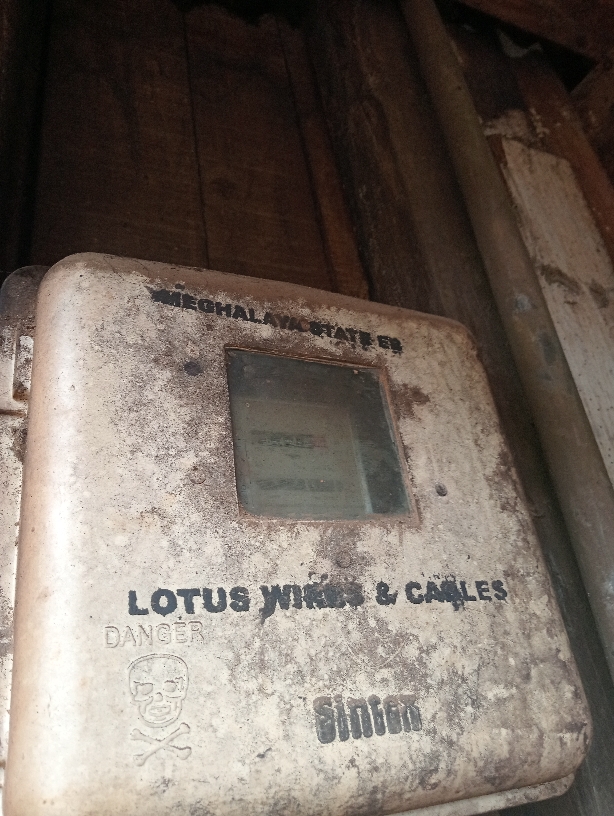 MEGHALAYA STATE EB
LOTUS WIRES & CABLES
DANGER
Sintex